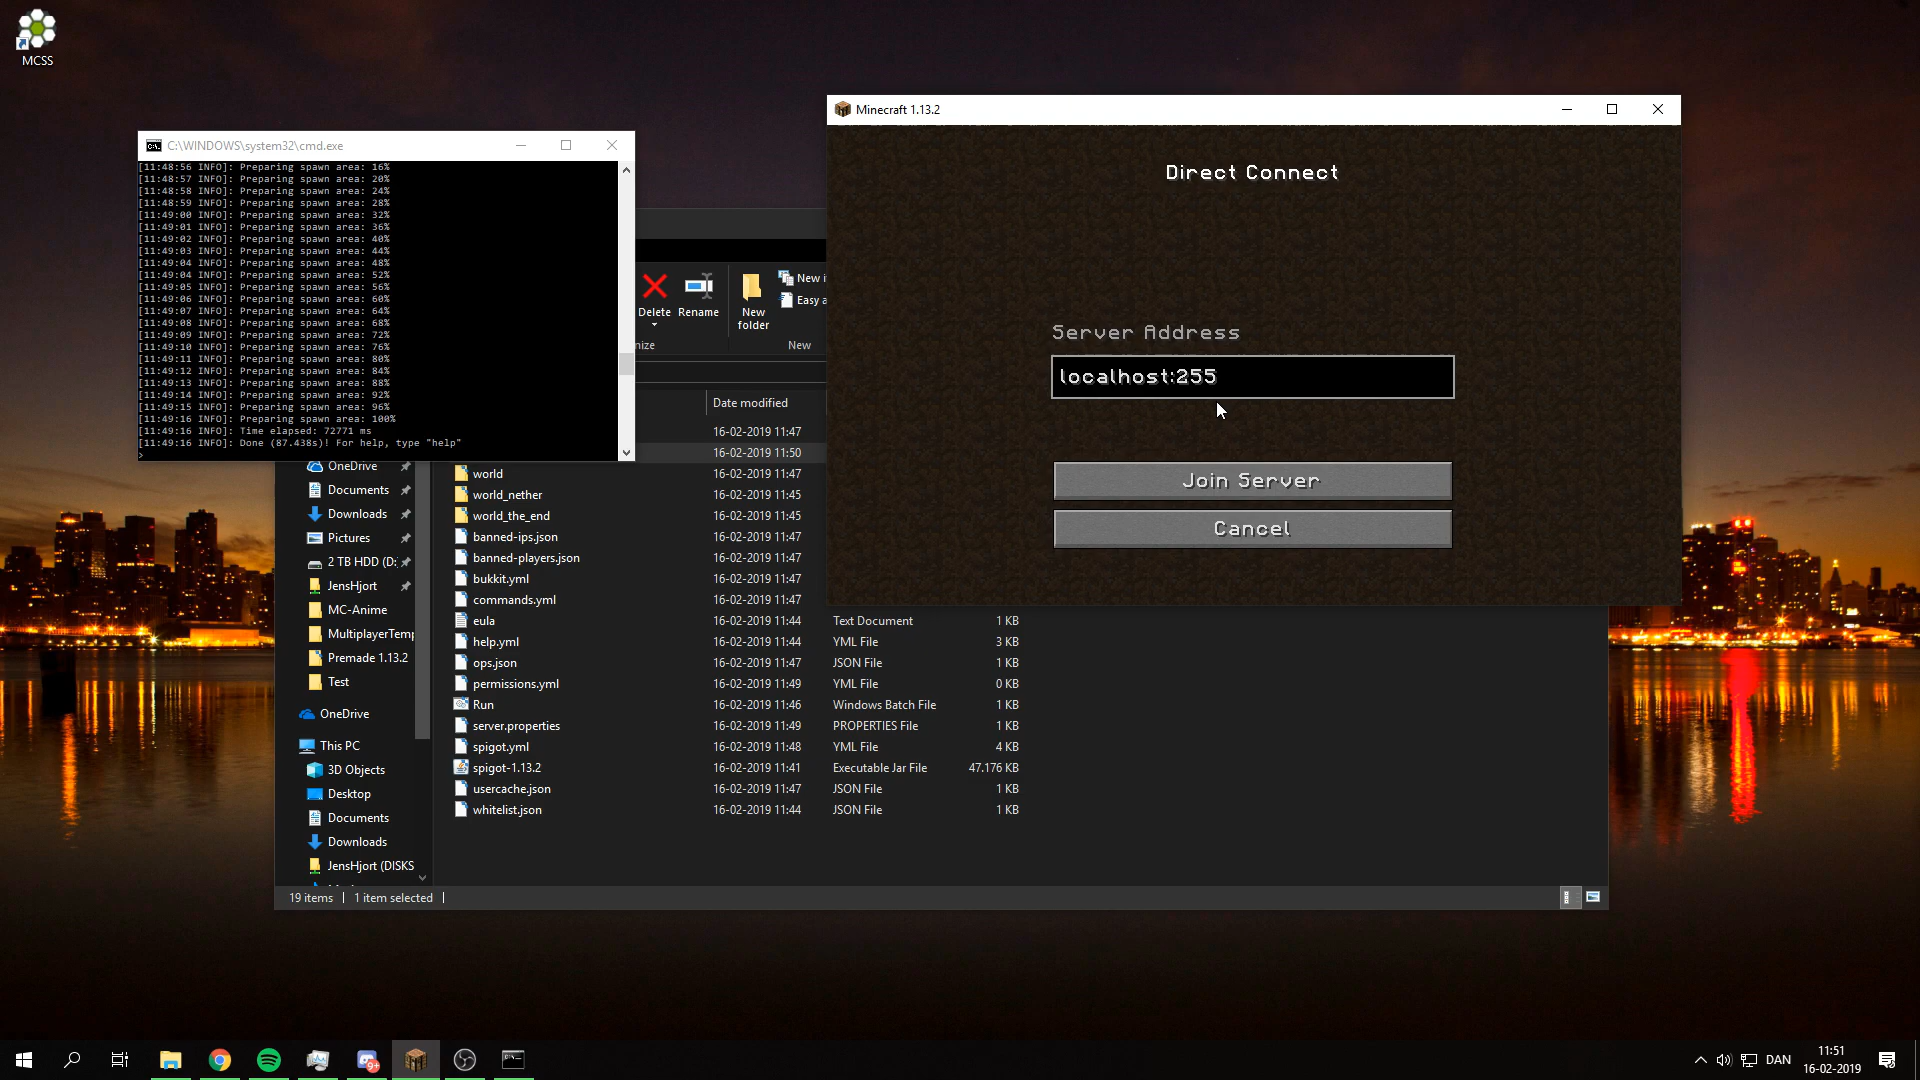 MCSS
C:\WINDOWS\system32\cmd.exe
[11:48:56 INFO]: Preparing spawn area: 16%
[11:48:57 INFO]: Preparing spawn area: 20%
[11:48:58 INFO]: Preparing spawn area: 24%
[11:48:59 INFO]: Preparing spawn area: 28%
[11:49:00 INFO]: Preparing spawn area: 32%
[11:49:01 INFO]: Preparing spawn area: 36%
[11:49:02 INFO]: Preparing spawn area: 40%
[11:49:03 INFO]: Preparing spawn area: 44%
[11:49:04 INFO]: Preparing spawn area: 48%
[11:49:04 INFO]: Preparing spawn area: 52%
[11:49:05 INFO]: Preparing spawn area: 56%
[11:49:06 INFO]: Preparing spawn area: 60%
[11:49:07 INFO]: Preparing spawn area: 64%
[11:49:08 INFO]: Preparing spawn area: 68%
[11:49:09 INFO]: Preparing spawn area: 72%
[11:49:10 INFO]: Preparing spawn area: 76%
[11:49:11 INFO]: Preparing spawn area: 80%
[11:49:12 INFO]: Preparing spawn area: 84%
[11:49:13 INFO]: Preparing spawn area: 88%
[11:49:14 INFO]: Preparing spawn area: 92%
[11:49:15 INFO]: Preparing spawn area: 96%
[11:49:16 INFO]: Preparing spawn area: 100%
[11:49:16 INFO]: Time elapsed: 72771 ms
[11:49:16 INFO]: Done (87.438s)! For help, type "help"
>
Minecraft 1.13.2
Direct Connect
Server Address
localhost:255
Join Server
Cancel
Delete
Rename
New folder
New i
Easy a
nize
New
Date modified
16-02-2019 11:47
16-02-2019 11:50
world 16-02-2019 11:47
world_nether 16-02-2019 11:45
world_the_end 16-02-2019 11:45
banned-ips.json 16-02-2019 11:47
banned-players.json 16-02-2019 11:47
bukkit.yml 16-02-2019 11:47
commands.yml 16-02-2019 11:47
eula 16-02-2019 11:44 Text Document 1 KB
help.yml 16-02-2019 11:44 YML File 3 KB
ops.json 16-02-2019 11:47 JSON File 1 KB
permissions.yml 16-02-2019 11:49 YML File 0 KB
Run 16-02-2019 11:46 Windows Batch File 1 KB
server.properties 16-02-2019 11:49 PROPERTIES File 1 KB
spigot.yml 16-02-2019 11:48 YML File 4 KB
spigot-1.13.2 16-02-2019 11:41 Executable Jar File 47.176 KB
usercache.json 16-02-2019 11:47 JSON File 1 KB
whitelist.json 16-02-2019 11:44 JSON File 1 KB
OneDrive
Documents
Downloads
Pictures
2 TB HDD (D:
JensHjort
MC-Anime
MultiplayerTemp
Premade 1.13.2
Test
OneDrive
This PC
3D Objects
Desktop
Documents
Downloads
JensHjort (DISKS
19 items
1 item selected
9+
DAN
11:51
16-02-2019